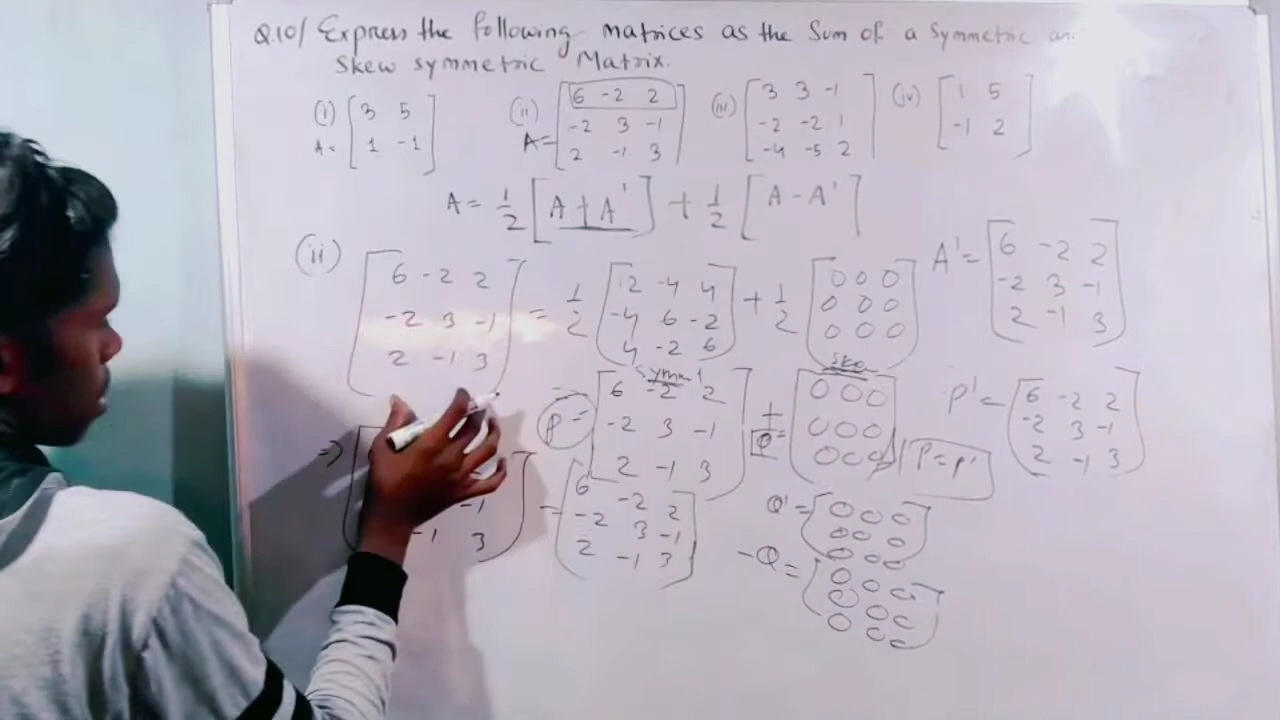 Q.10/ Express the following matrices as the Sum of a Symmetric an
Skew symmetric Matrix.
(i) A = [3 5
1 -1]
(ii) A = [6 -2 2
-2 3 -1
2 -1 3]
(iii) [3 3 -1
-2 -2 1
-4 -5 2]
(iv) [1 5
-1 2]
A = 1/2 [A + A'] + 1/2 [A - A']
(ii) [6 -2 2
-2 3 -1
2 -1 3]
= 1/2 [12 -4 4
-4 6 -2
4 -2 6]
+ 1/2 [0 0 0
0 0 0
0 0 0]
A' = [6 -2 2
-2 3 -1
2 -1 3]
symm
Ske
P = [6 -2 2
-2 3 -1
2 -1 3]
+ Q = [0 0 0
0 0 0
0 0 0]
P' = [6 -2 2
-2 3 -1
2 -1 3]
P = P'
⇒ [
-1
-1 3]
= [6 -2 2
-2 3 -1
2 -1 3]
Q' = [0 0 0
0 0 0
0 0 0]
-Q = [0 0 0
0 0 0
0 0 0]